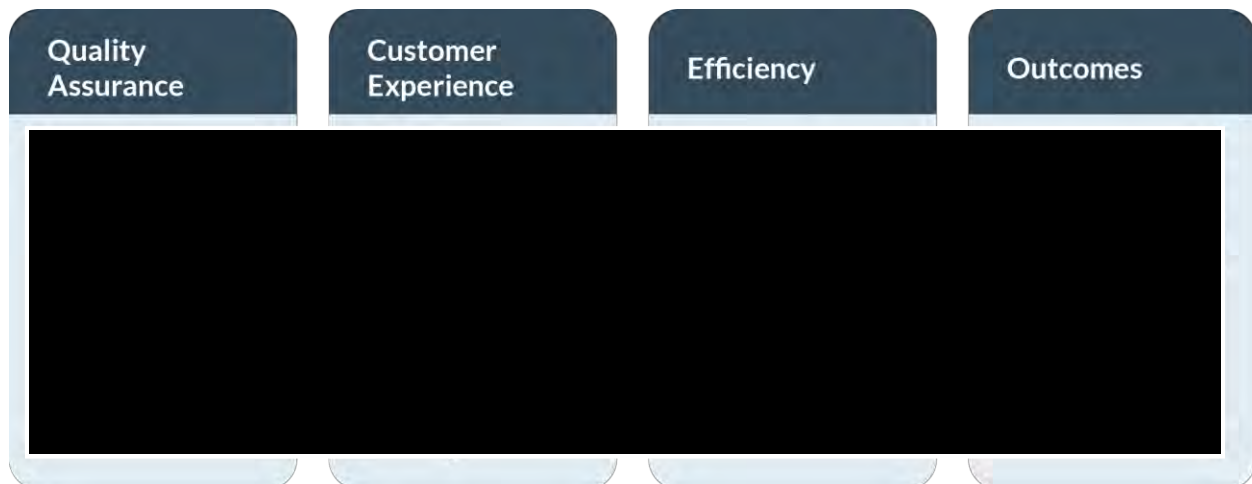 Quality
Assurance
Customer
Experience
Efficiency
Outcomes